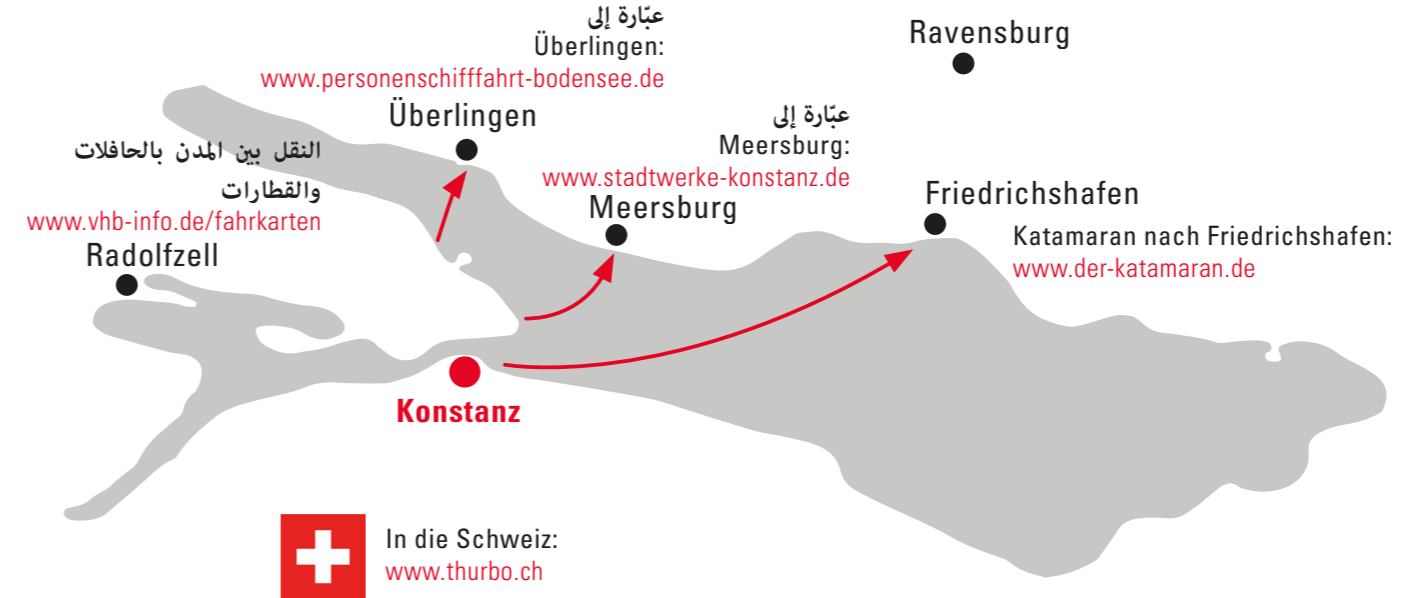 عبّارة إلى
Überlingen:
www.personenschifffahrt-bodensee.de
Ravensburg
Überlingen
عبّارة إلى
Meersburg:
www.stadtwerke-konstanz.de
Meersburg
النقل بين المدن بالحافلات
والقطارات
www.vhb-info.de/fahrkarten
Radolfzell
Friedrichshafen
Katamaran nach Friedrichshafen:
www.der-katamaran.de
Konstanz
In die Schweiz:
www.thurbo.ch